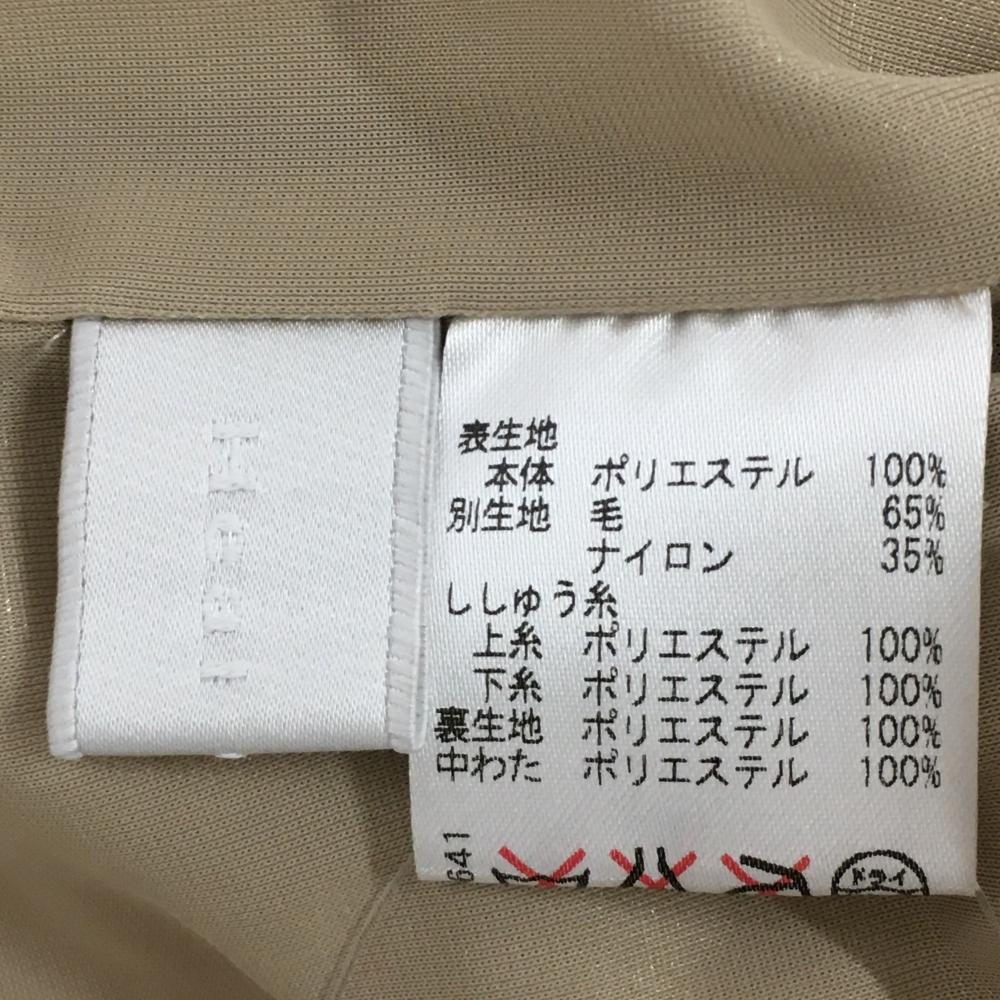 表生地
本体 ポリエステル 100%
別生地 毛 65%
ナイロン 35%
ししゅう糸
上糸 ポリエステル 100%
下糸 ポリエステル 100%
裏生地 ポリエステル 100%
中わた ポリエステル 100%
641
ドライ